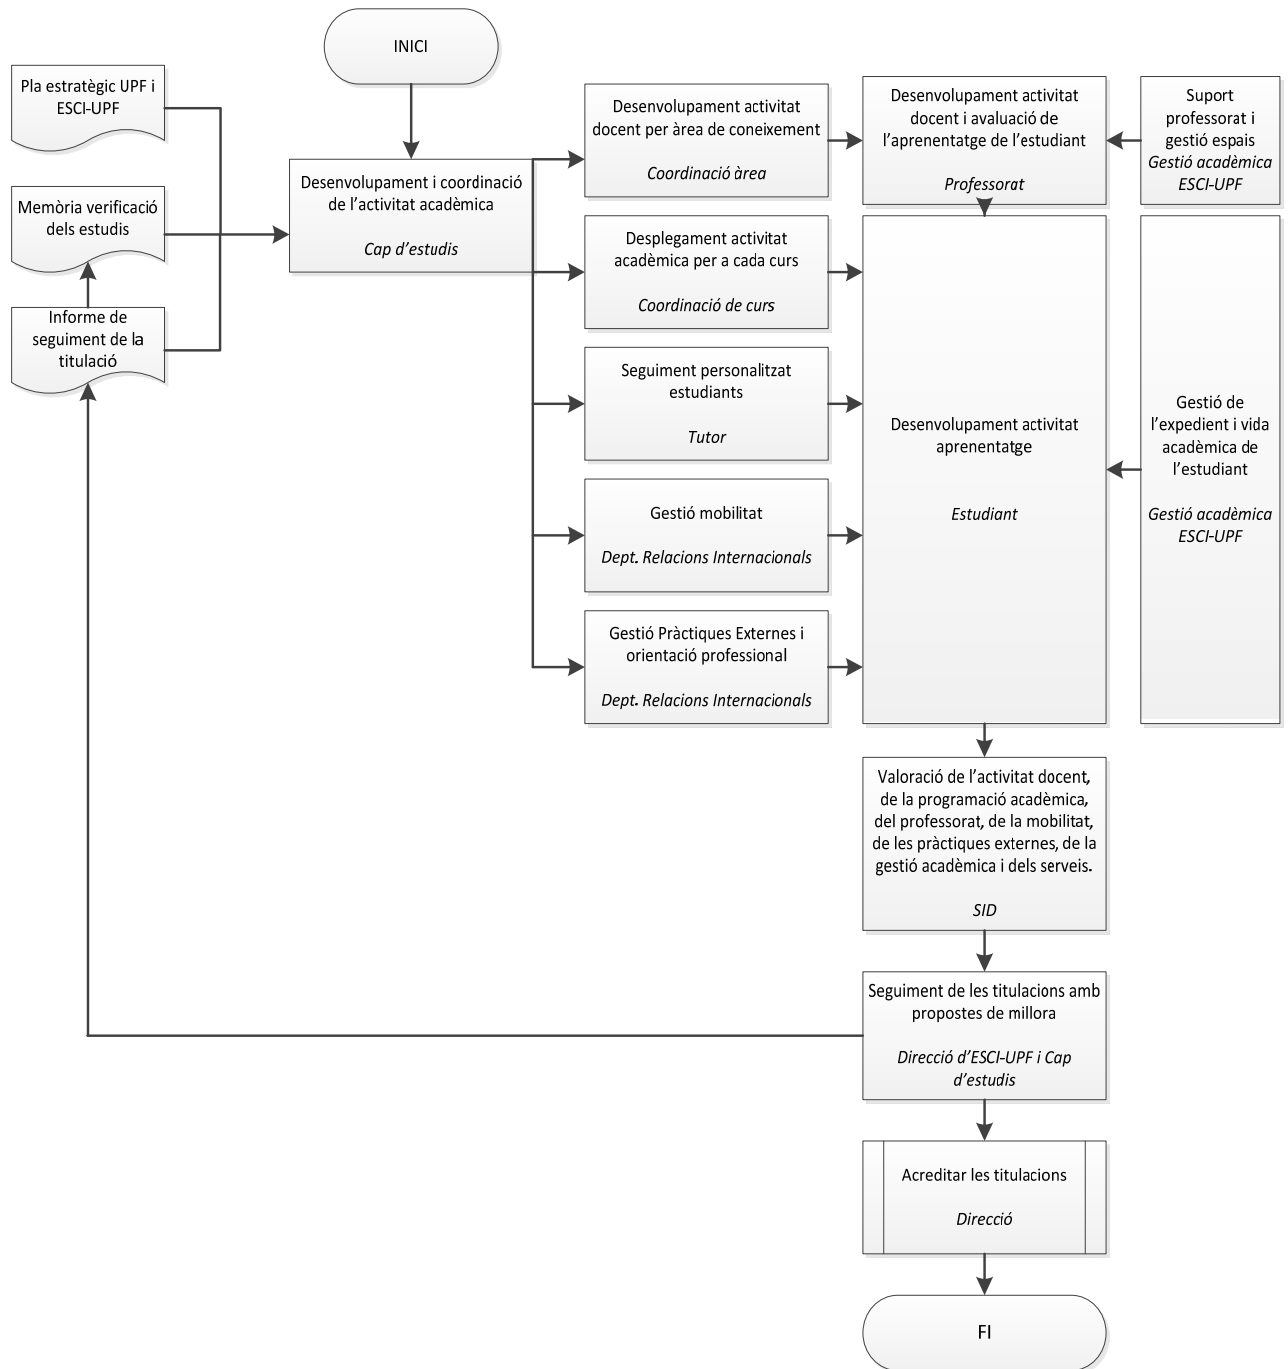 INICI
Pla estratègic UPF i
ESCI-UPF
Memòria verificació
dels estudis
Informe de
seguiment de la
titulació
Desenvolupament i coordinació
de l'activitat acadèmica
Cap d'estudis
Desenvolupament activitat
docent per àrea de coneixement
Coordinació àrea
Desplegament activitat
acadèmica per a cada curs
Coordinació de curs
Seguiment personalitzat
estudiants
Tutor
Gestió mobilitat
Dept. Relacions Internacionals
Gestió Pràctiques Externes i
orientació professional
Dept. Relacions Internacionals
Desenvolupament activitat
docent i avaluació de
l'aprenentatge de l'estudiant
Professorat
Suport
professorat i
gestió espais
Gestió acadèmica
ESCI-UPF
Desenvolupament activitat
aprenentatge
Estudiant
Gestió de
l'expedient i vida
acadèmica de
l'estudiant
Gestió acadèmica
ESCI-UPF
Valoració de l'activitat docent,
de la programació acadèmica,
del professorat, de la mobilitat,
de les pràctiques externes, de la
gestió acadèmica i dels serveis.
SID
Seguiment de les titulacions amb
propostes de millora
Direcció d'ESCI-UPF i Cap
d'estudis
Acreditar les titulacions
Direcció
FI